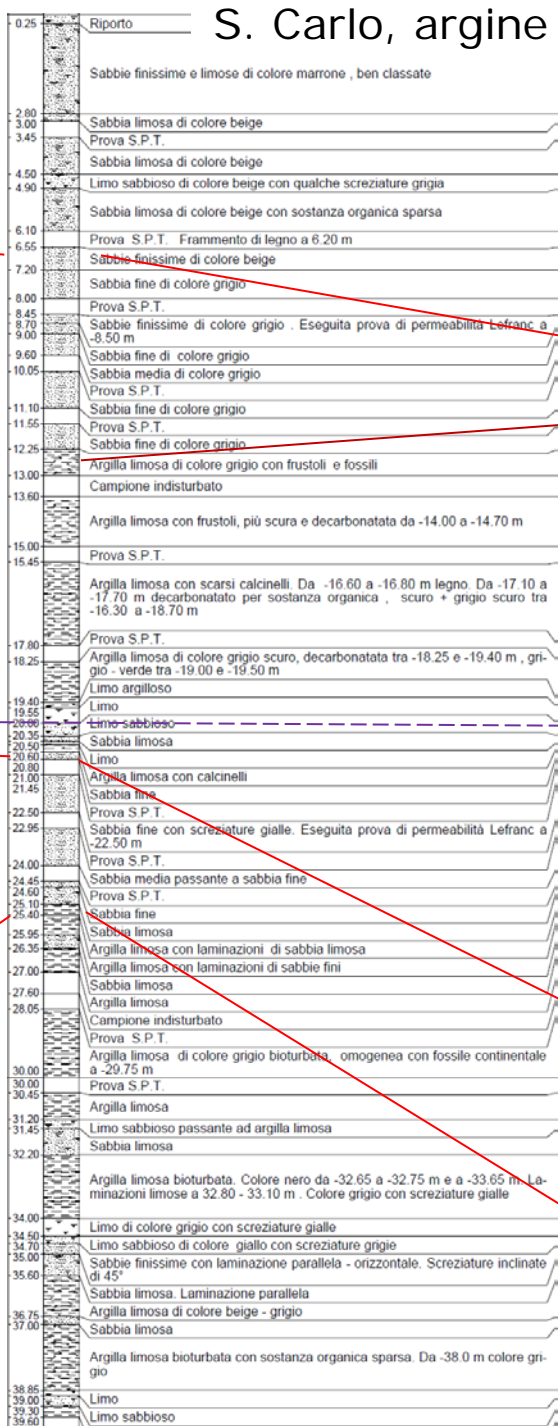 S. Carlo, argine
0.25
Riporto
Sabbie finissime e limose di colore marrone , ben classate
2.80
3.00
Sabbia limosa di colore beige
3.45
Prova S.P.T.
Sabbia limosa di colore beige
4.50
4.90
Limo sabbioso di colore beige con qualche screziature grigia
Sabbia limosa di colore beige con sostanza organica sparsa
6.10
Prova S.P.T. Frammento di legno a 6.20 m
6.55
Sabbie finissime di colore beige
7.20
Sabbia fine di colore grigio
8.00
Prova S.P.T.
8.45
8.70
Sabbie finissime di colore grigio . Eseguita prova di permeabilità Lefranc a
-8.50 m
9.00
9.60
Sabbia fine di colore grigio
10.05
Sabbia media di colore grigio
Prova S.P.T.
11.10
Sabbia fine di colore grigio
11.55
Prova S.P.T.
12.25
Sabbia fine di colore grigio
Argilla limosa di colore grigio con frustoli e fossili
13.00
Campione indisturbato
13.60
Argilla limosa con frustoli, più scura e decarbonatata da -14.00 a -14.70 m
15.00
Prova S.P.T.
15.45
Argilla limosa con scarsi calcinelli. Da -16.60 a -16.80 m legno. Da -17.10 a
-17.70 m decarbonatato per sostanza organica , scuro + grigio scuro tra
-16.30 a -18.70 m
17.80
Prova S.P.T.
18.25
Argilla limosa di colore grigio scuro, decarbonatata tra -18.25 e -19.40 m , gri-
gio - verde tra -19.00 e -19.50 m
19.40
Limo argilloso
19.55
Limo
20.00
Limo sabbioso
20.35
20.50
Sabbia limosa
20.60
Limo
20.80
21.00
Argilla limosa con calcinelli
21.45
Sabbia fine
22.50
Prova S.P.T.
22.95
Sabbia fine con screziature gialle. Eseguita prova di permeabilità Lefranc a
-22.50 m
24.00
Prova S.P.T.
24.45
Sabbia media passante a sabbia fine
24.60
Prova S.P.T.
25.10
25.40
Sabbia fine
25.95
Sabbia limosa
26.35
Argilla limosa con laminazioni di sabbia limosa
27.00
Argilla limosa con laminazioni di sabbie fini
Sabbia limosa
27.60
Argilla limosa
28.05
Campione indisturbato
Prova S.P.T.
Argilla limosa di colore grigio bioturbata, omogenea con fossile continentale
a -29.75 m
30.00
30.00
Prova S.P.T.
30.45
Argilla limosa
31.20
31.45
Limo sabbioso passante ad argilla limosa
Sabbia limosa
32.20
Argilla limosa bioturbata. Colore nero da -32.65 a -32.75 m e a -33.65 m. La-
minazioni limose a 32.80 - 33.10 m . Colore grigio con screziature gialle
34.00
Limo di colore grigio con screziature gialle
34.50
34.70
Limo sabbioso di colore giallo con screziature grigie
35.00
Sabbie finissime con laminazione parallela - orizzontale. Screziature inclinate
di 45°
35.60
Sabbia limosa. Laminazione parallela
36.75
Argilla limosa di colore beige - grigio
37.00
Sabbia limosa
Argilla limosa bioturbata con sostanza organica sparsa. Da -38.0 m colore gri-
gio
38.85
39.00
Limo
39.30
39.60
Limo sabbioso